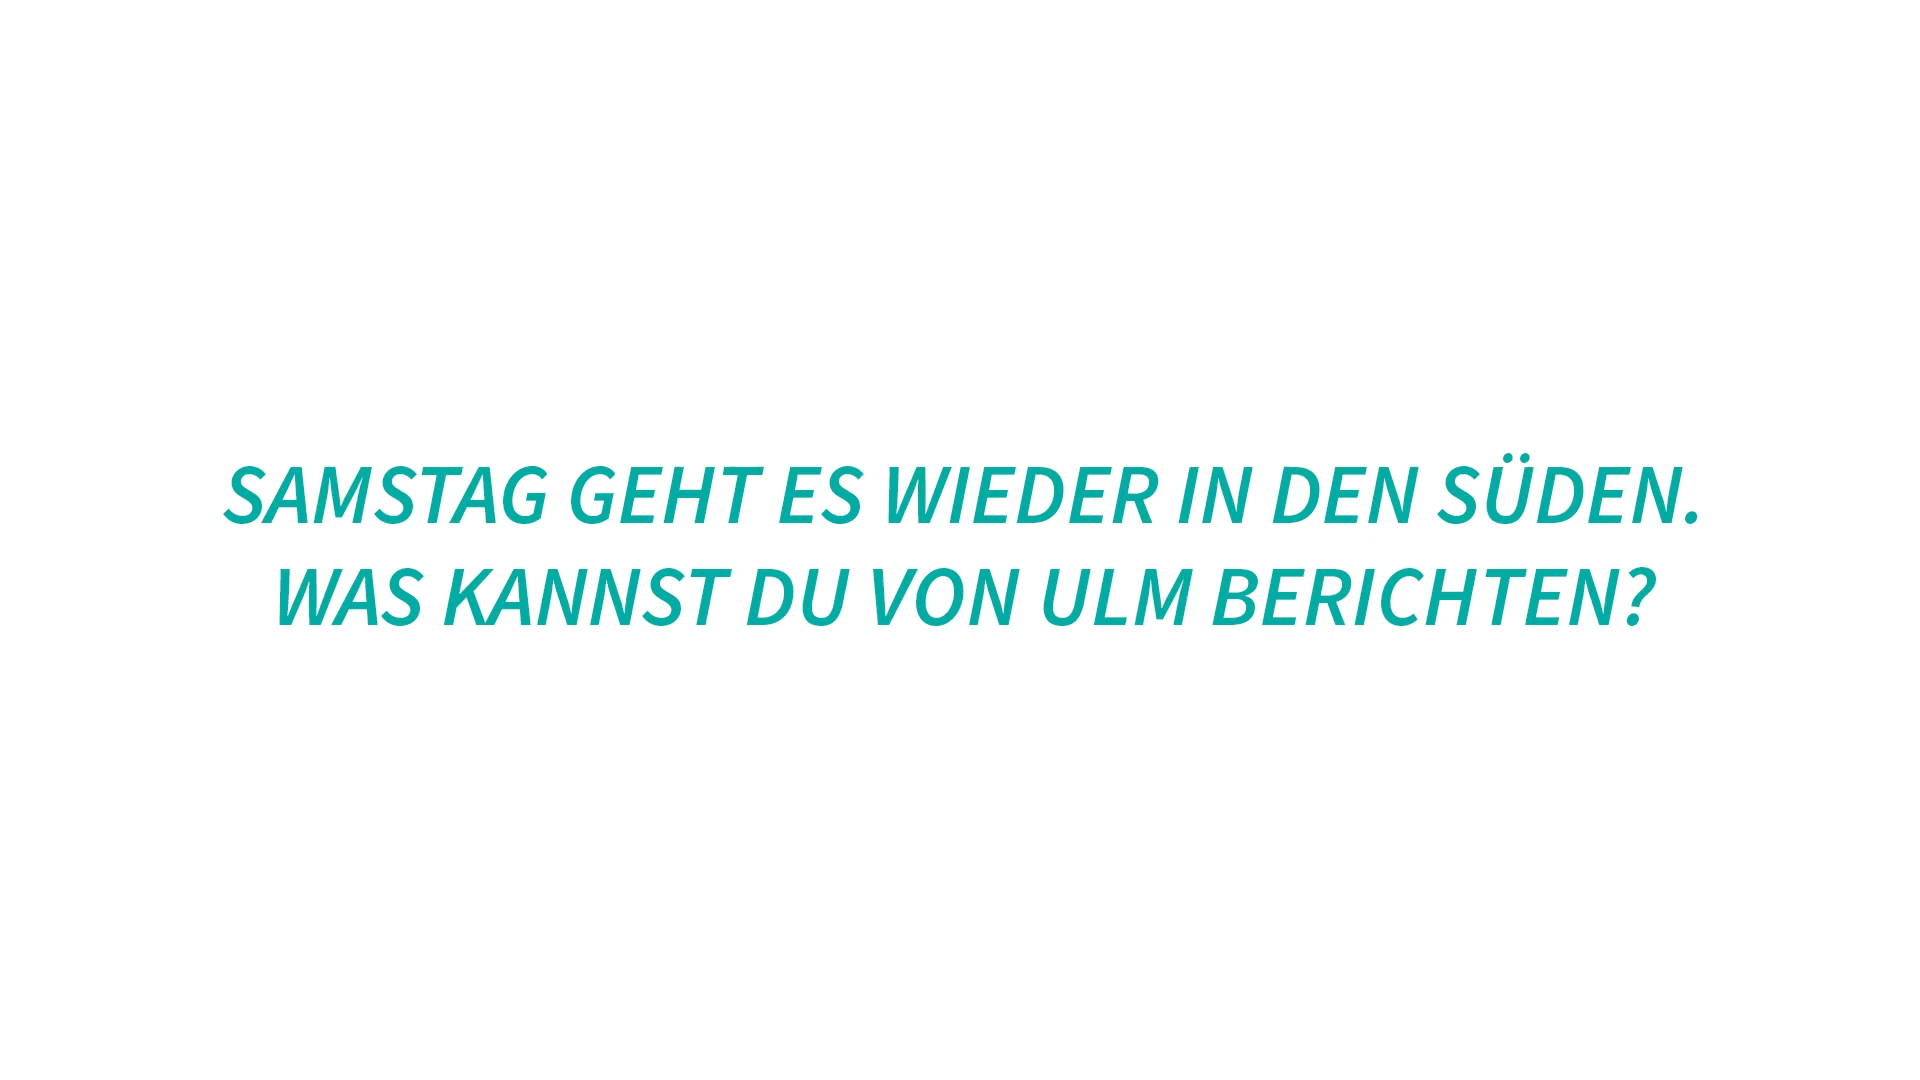 SAMSTAG GEHT ES WIEDER IN DEN SÜDEN.
WAS KANNST DU VON ULM BERICHTEN?